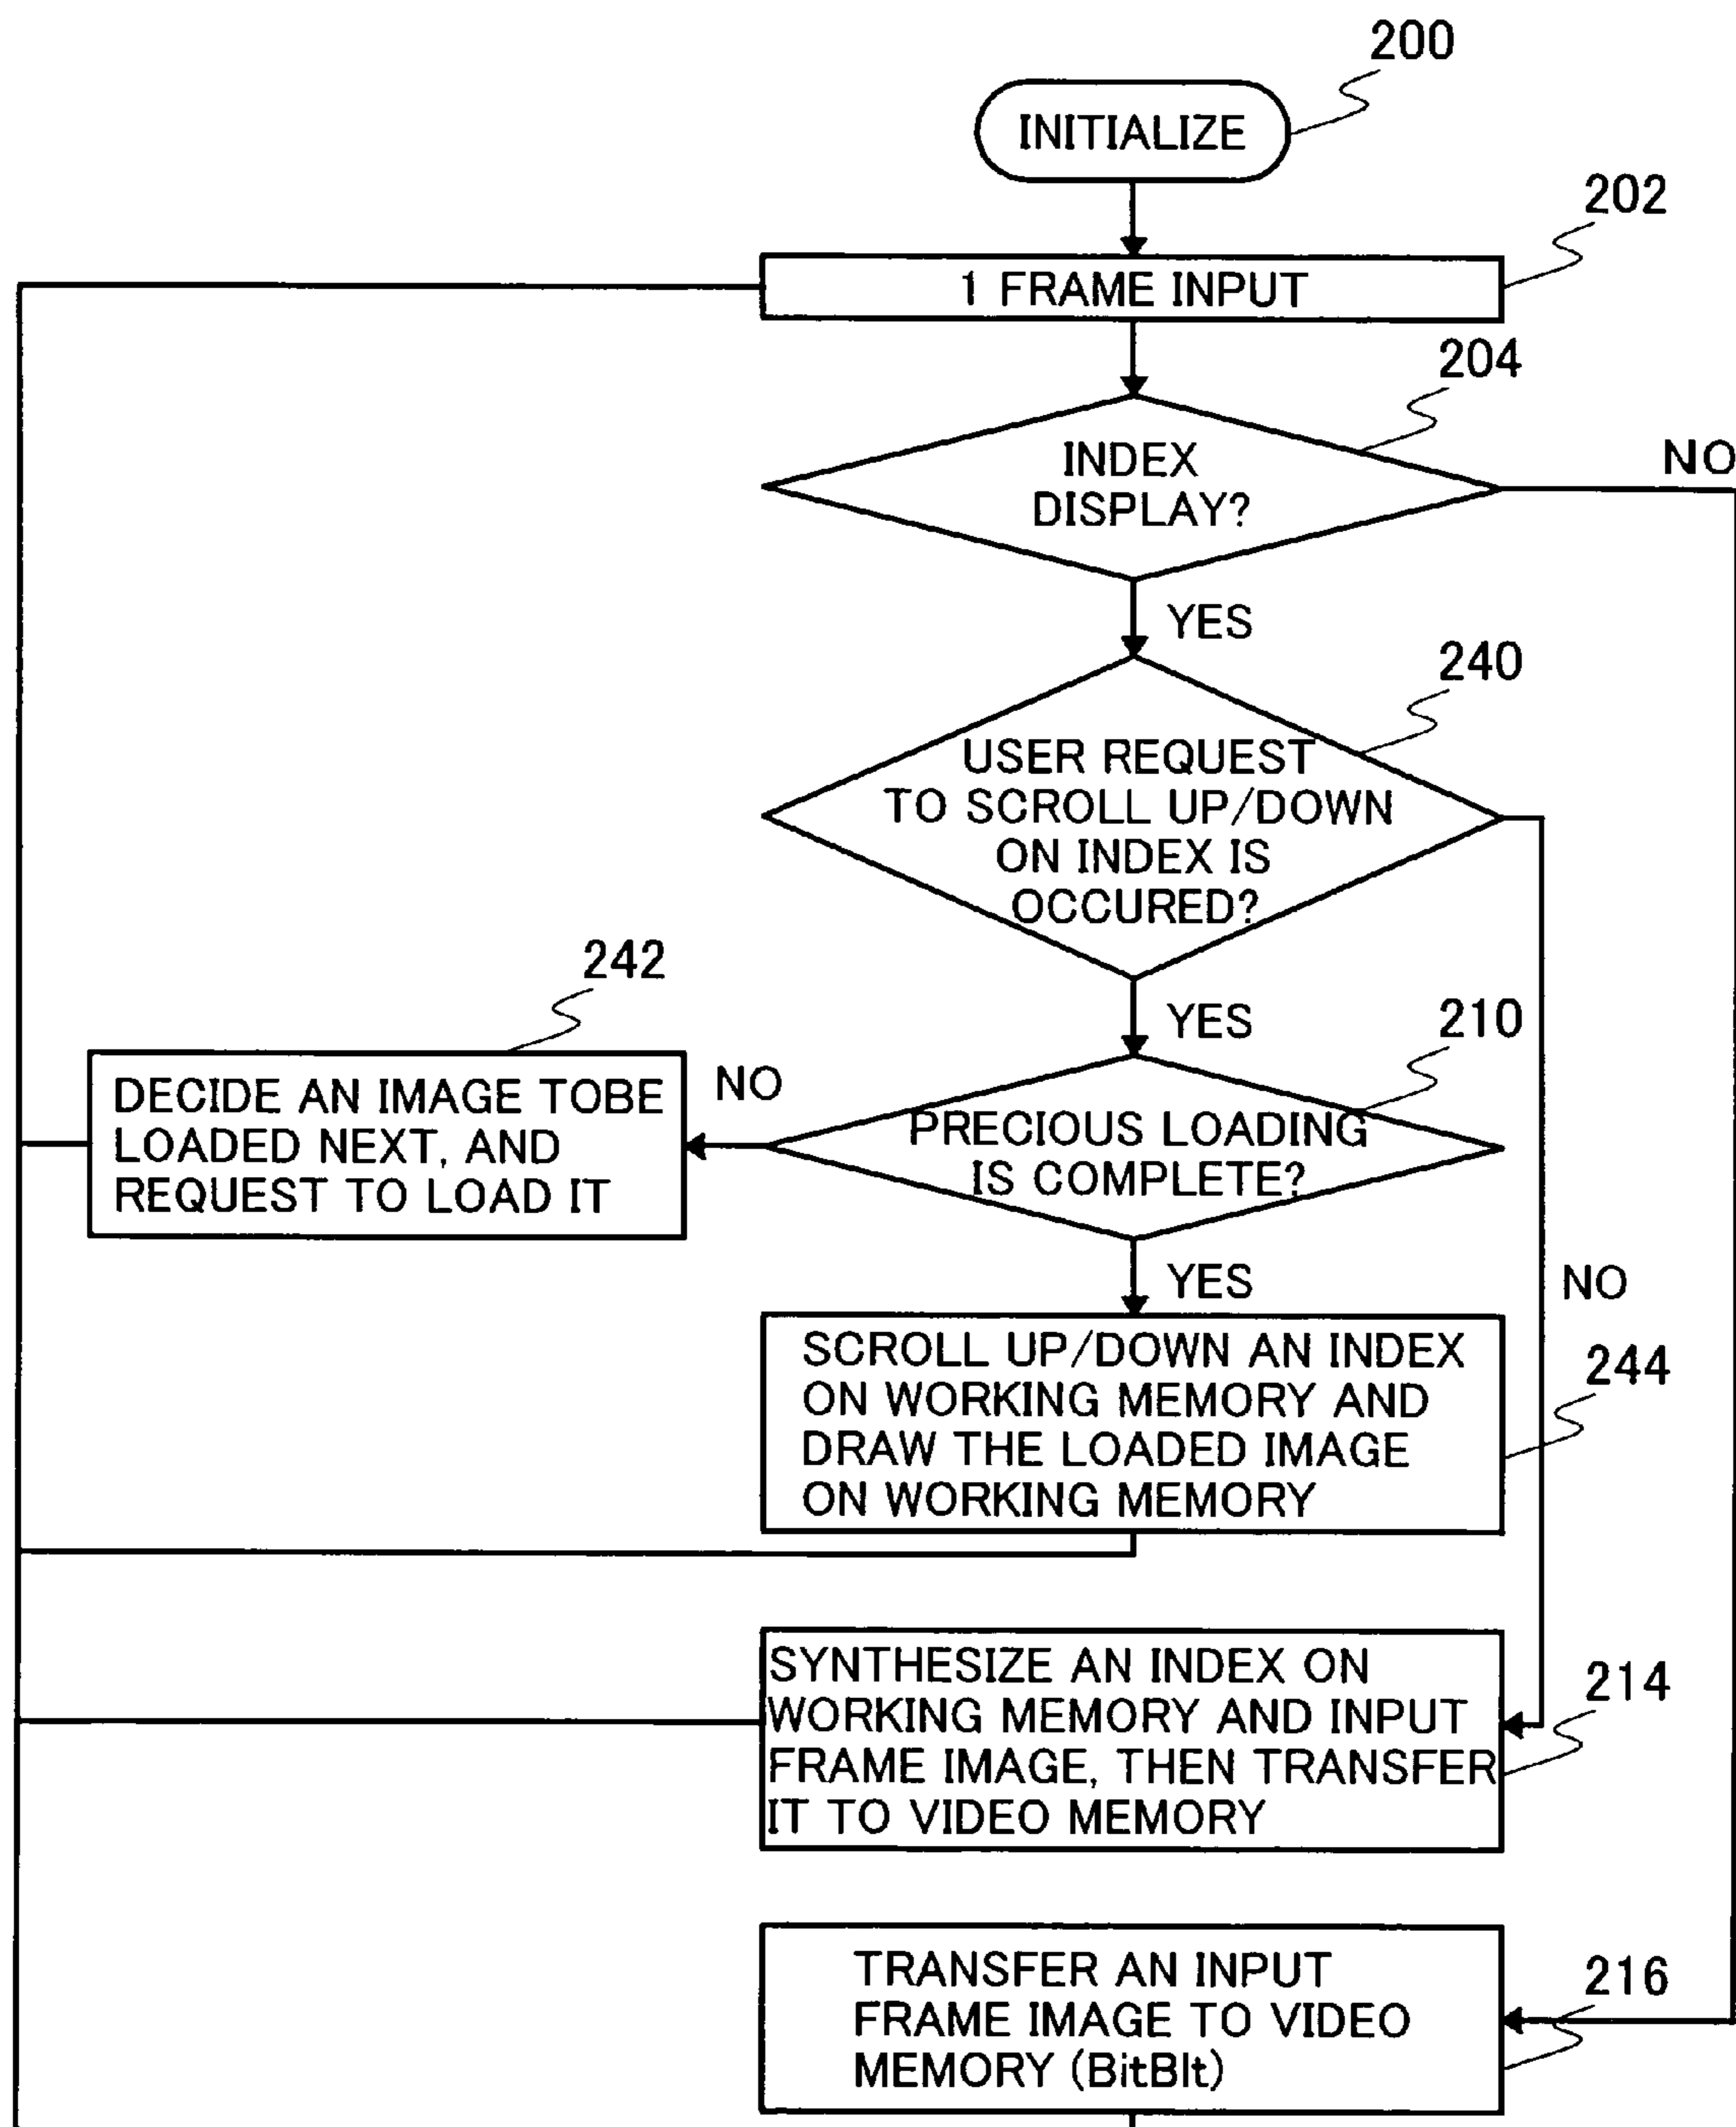 200
INITIALIZE
202
1 FRAME INPUT
204
INDEX
DISPLAY?
NO
YES
240
USER REQUEST
TO SCROLL UP/DOWN
ON INDEX IS
OCCURED?
YES
242
DECIDE AN IMAGE TOBE
LOADED NEXT, AND
REQUEST TO LOAD IT
NO
210
PRECIOUS LOADING
IS COMPLETE?
YES
NO
SCROLL UP/DOWN AN INDEX
ON WORKING MEMORY AND
DRAW THE LOADED IMAGE
ON WORKING MEMORY
244
SYNTHESIZE AN INDEX ON
WORKING MEMORY AND INPUT
FRAME IMAGE, THEN TRANSFER
IT TO VIDEO MEMORY
214
TRANSFER AN INPUT
FRAME IMAGE TO VIDEO
MEMORY (BitBlt)
216